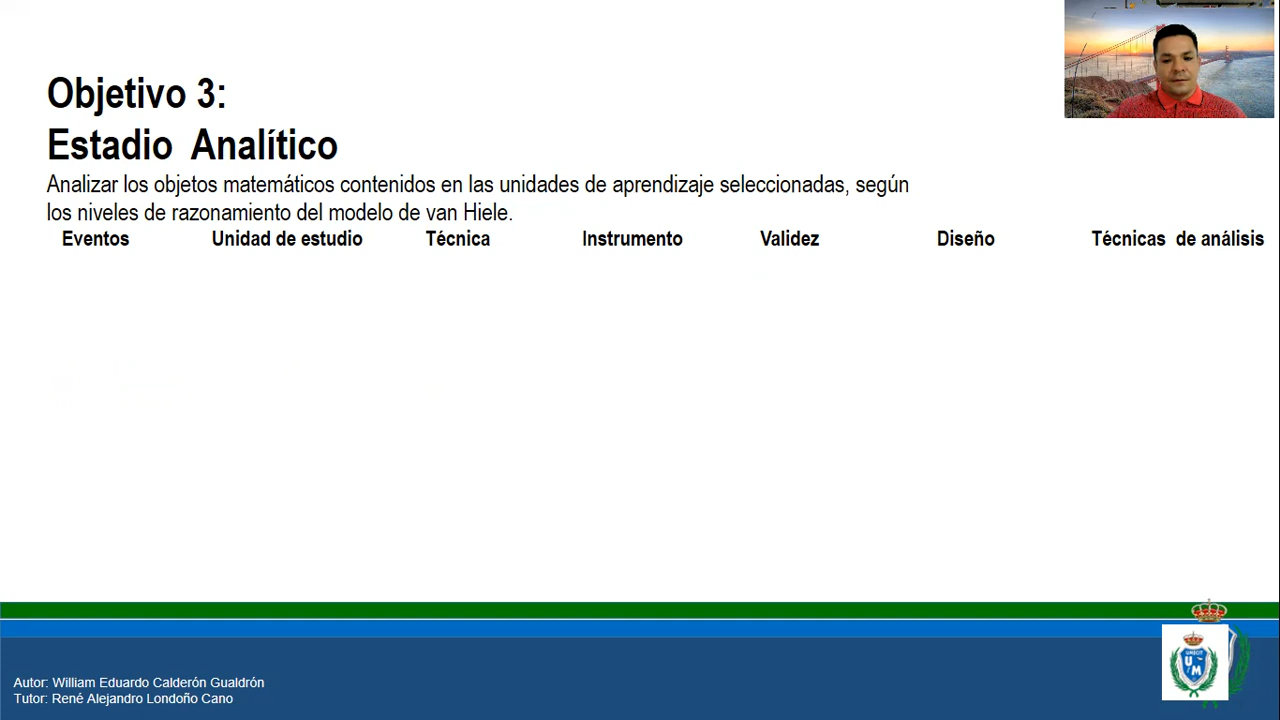 Objetivo 3:
Estadio Analítico
Analizar los objetos matemáticos contenidos en las unidades de aprendizaje seleccionadas, según
los niveles de razonamiento del modelo de van Hiele.
Eventos Unidad de estudio Técnica Instrumento Validez Diseño Técnicas de análisis
Autor: William Eduardo Calderón Gualdrón
Tutor: René Alejandro Londoño Cano